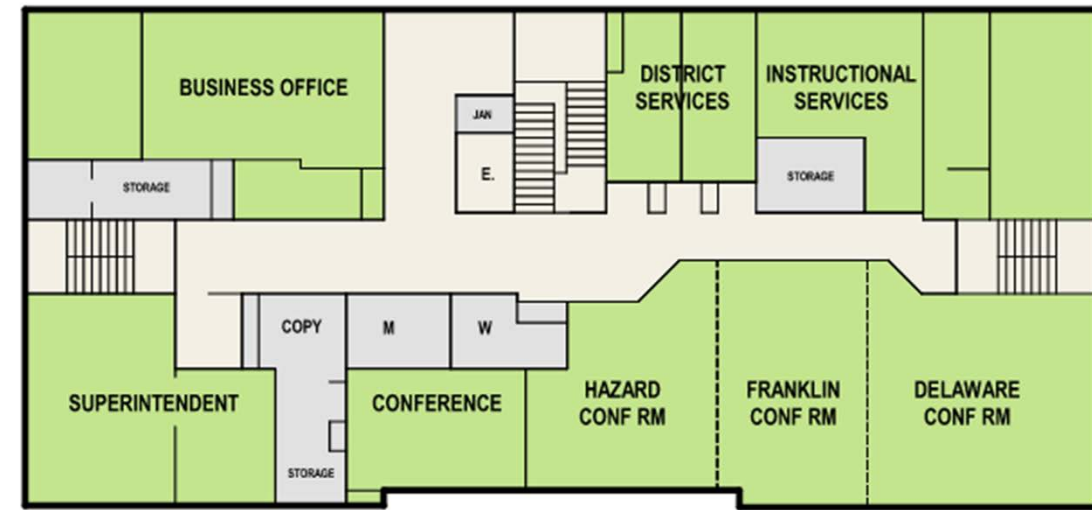 BUSINESS OFFICE
JAN
E.
DISTRICT
SERVICES
INSTRUCTIONAL
SERVICES
STORAGE
STORAGE
COPY
M
W
SUPERINTENDENT
CONFERENCE
HAZARD
CONF RM
FRANKLIN
CONF RM
DELAWARE
CONF RM
STORAGE